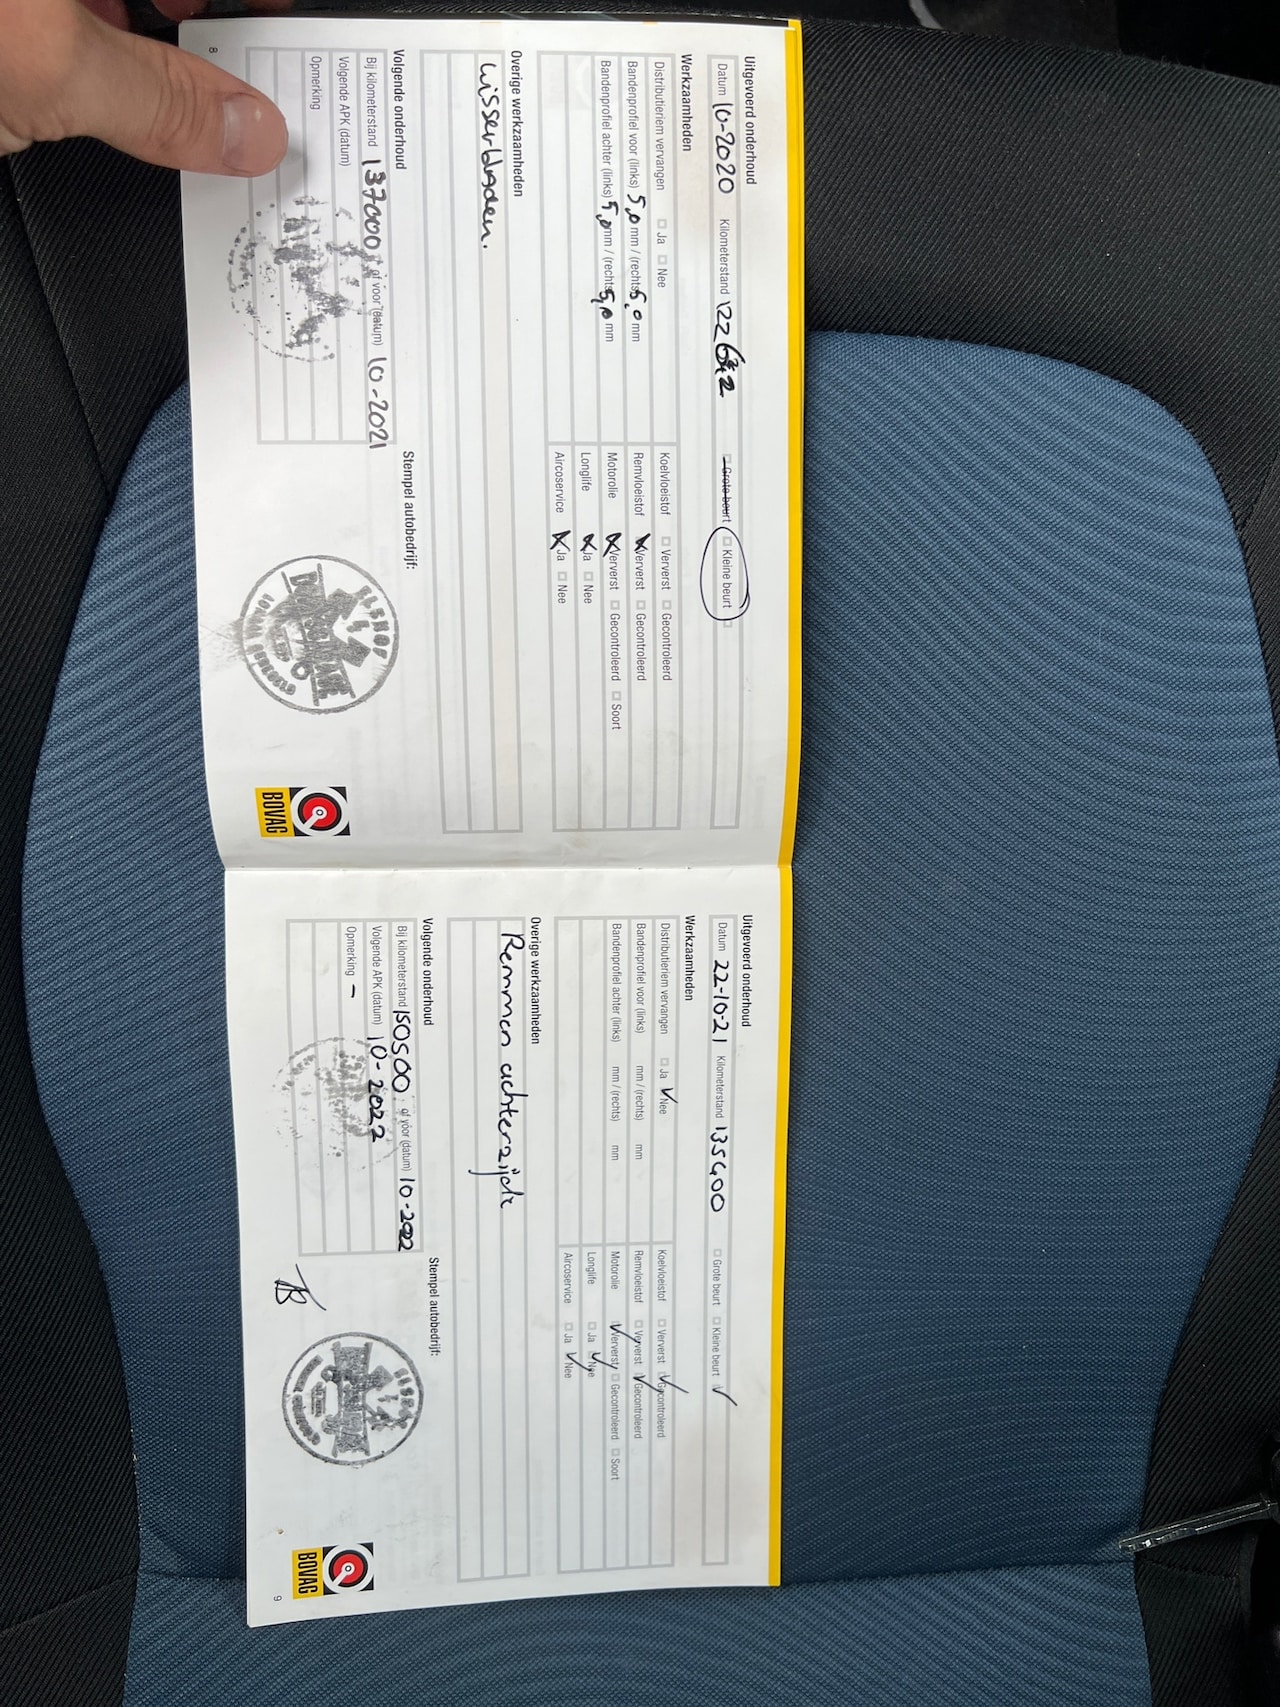 Uitgevoerd onderhoud
Datum 10-2020 Kilometerstand Grote beurt Kleine beurt
Werkzaamheden
Distributieriem vervangen Ja Nee Koelvloeistof Ververst Gecontroleerd
Bandenprofiel voor (links) 5,0 mm / (rechts) 5,0 mm Remvloeistof Ververst Gecontroleerd
Bandenprofiel achter (links) 5,0 mm / (rechts) 5,0 mm Motorolie Ververst Gecontroleerd Soort
Longlife Ja Nee
Aircoservice Ja Nee
Overige werkzaamheden
wisserbladen.
Volgende onderhoud
Stempel autobedrijf:
Bij kilometerstand 137000 of voor (datum) 10-2021
Volgende APK (datum)
Opmerking
BOVAG
8
Uitgevoerd onderhoud
Datum 22-10-21 Kilometerstand 135400 Grote beurt Kleine beurt
Werkzaamheden
Distributieriem vervangen Ja Nee Koelvloeistof Ververst Gecontroleerd
Bandenprofiel voor (links) mm / (rechts) mm Remvloeistof Ververst Gecontroleerd
Bandenprofiel achter (links) mm / (rechts) mm Motorolie Ververst Gecontroleerd Soort
Longlife Ja Nee
Aircoservice Ja Nee
Overige werkzaamheden
Remmen achterzijde
Volgende onderhoud
Stempel autobedrijf:
Bij kilometerstand 150500 of voor (datum) 10-2022
Volgende APK (datum) 10-2022
Opmerking -
BOVAG
9